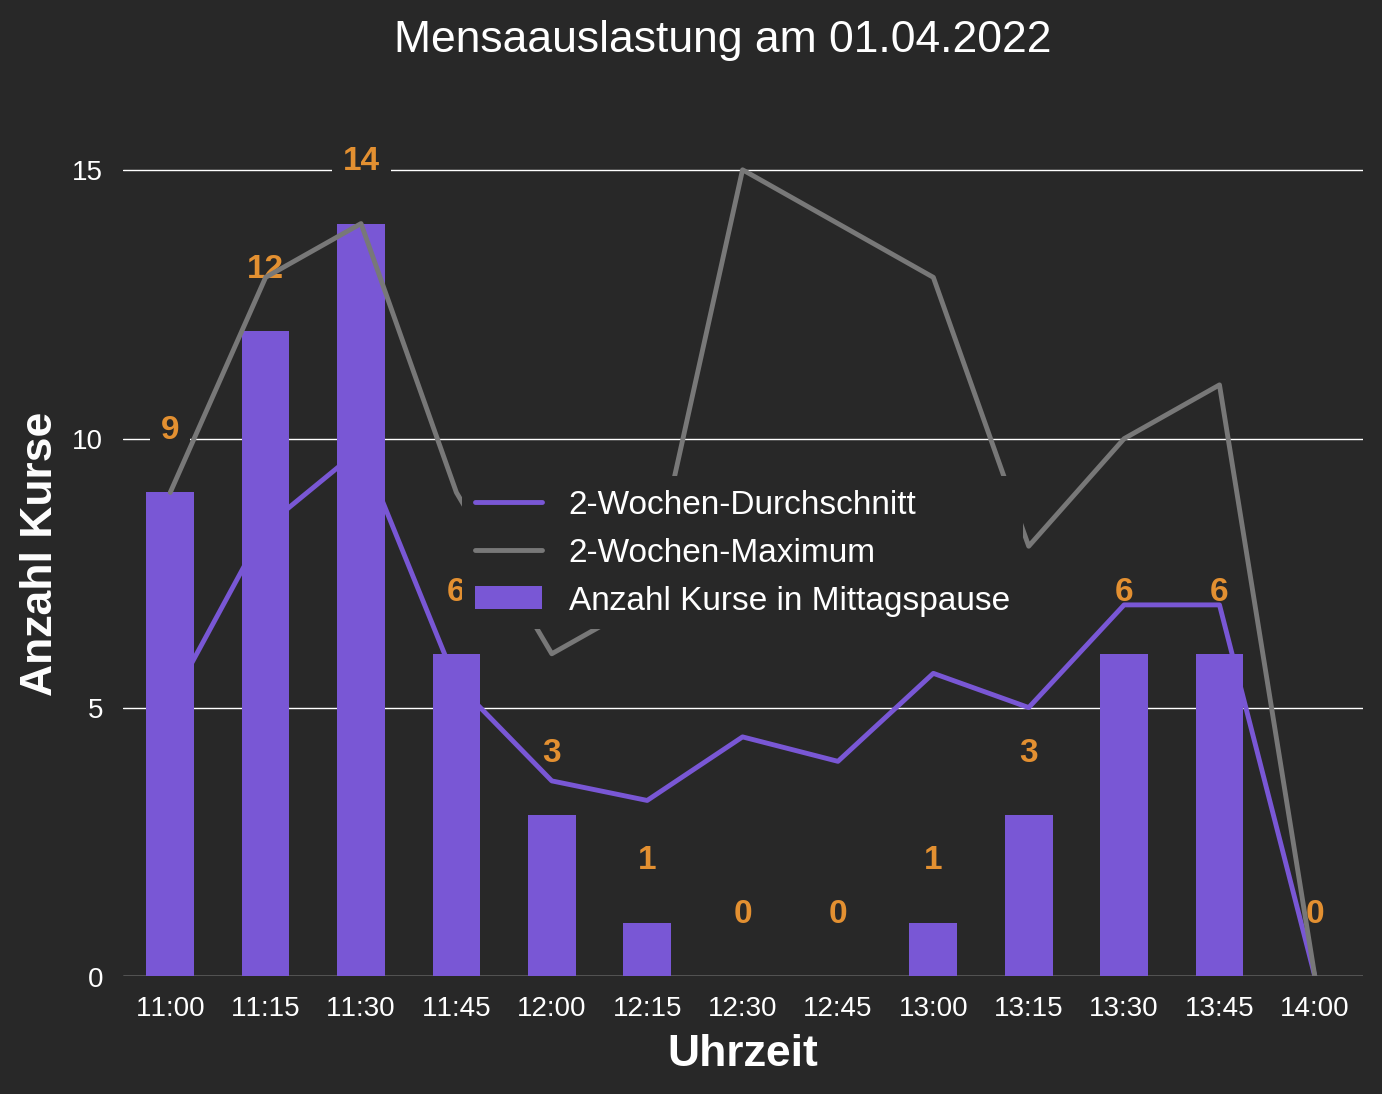 Mensaauslastung am 01.04.2022
Anzahl Kurse
15
10
5
0
14
12
9
6
6
6
3
3
1
1
0
0
0
2-Wochen-Durchschnitt
2-Wochen-Maximum
Anzahl Kurse in Mittagspause
11:00 11:15 11:30 11:45 12:00 12:15 12:30 12:45 13:00 13:15 13:30 13:45 14:00
Uhrzeit